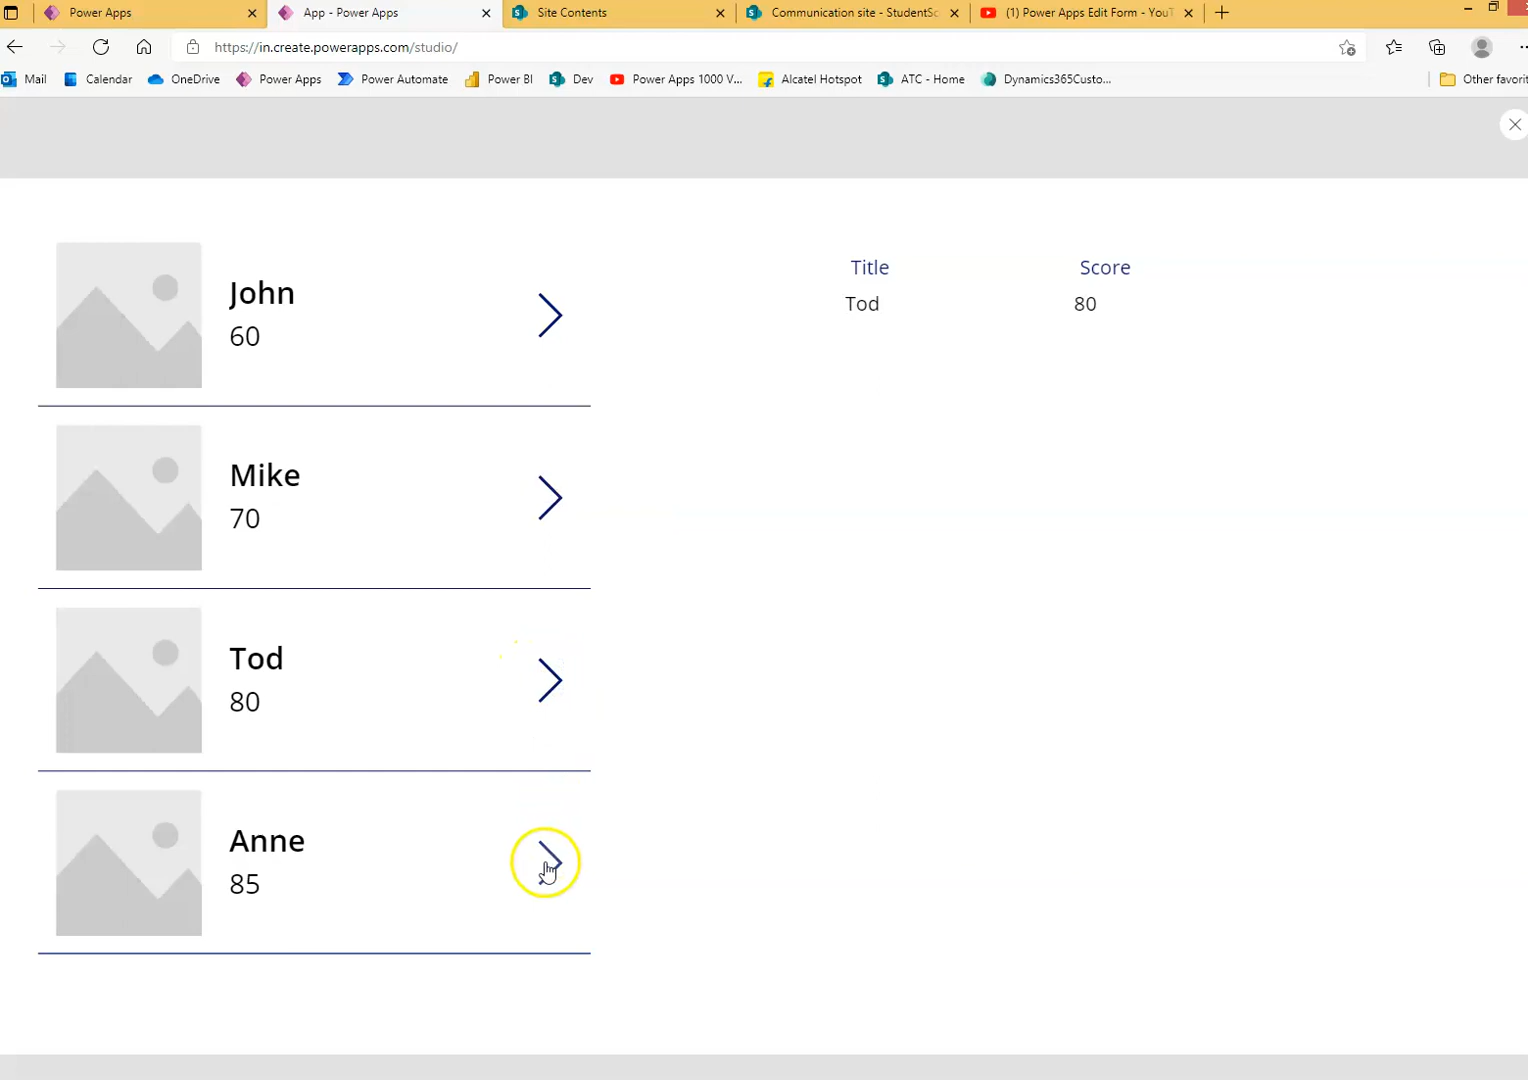 Power Apps
App - Power Apps
Site Contents
Communication site - StudentSc
(1) Power Apps Edit Form - YouT
https://in.create.powerapps.com/studio/
Mail
Calendar
OneDrive
Power Apps
Power Automate
Power BI
Dev
Power Apps 1000 V...
Alcatel Hotspot
ATC - Home
Dynamics365Custo...
Other favorit
John
60
Title
Score
Tod
80
Mike
70
Tod
80
Anne
85